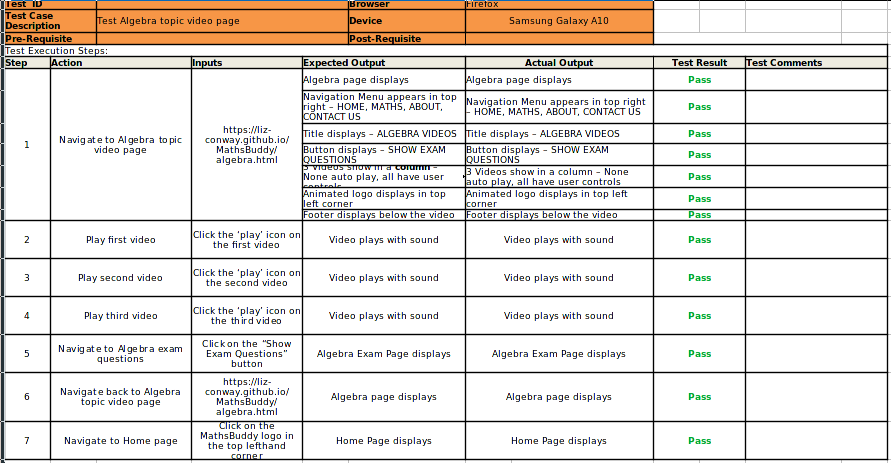 Test ID Browser Firefox
Test Case Description Test Algebra topic video page Device Samsung Galaxy A10
Pre-Requisite Post-Requisite
Test Execution Steps:
Step Action Inputs Expected Output Actual Output Test Result Test Comments
1 Navigate to Algebra topic video page https://liz-conway.github.io/MathsBuddy/algebra.html Algebra page displays Algebra page displays Pass
Navigation Menu appears in top right – HOME, MATHS, ABOUT, CONTACT US Navigation Menu appears in top right – HOME, MATHS, ABOUT, CONTACT US Pass
Title displays – ALGEBRA VIDEOS Title displays – ALGEBRA VIDEOS Pass
Button displays – SHOW EXAM QUESTIONS Button displays – SHOW EXAM QUESTIONS Pass
3 Videos show in a column – None auto play, all have user controls 3 Videos show in a column – None auto play, all have user controls Pass
Animated logo displays in top left corner Animated logo displays in top left corner Pass
Footer displays below the video Footer displays below the video Pass
2 Play first video Click the ‘play’ icon on the first video Video plays with sound Video plays with sound Pass
3 Play second video Click the ‘play’ icon on the second video Video plays with sound Video plays with sound Pass
4 Play third video Click the ‘play’ icon on the third video Video plays with sound Video plays with sound Pass
5 Navigate to Algebra exam questions Click on the “Show Exam Questions” button Algebra Exam Page displays Algebra Exam Page displays Pass
6 Navigate back to Algebra topic video page https://liz-conway.github.io/MathsBuddy/algebra.html Algebra page displays Algebra page displays Pass
7 Navigate to Home page Click on the MathsBuddy logo in the top lefthand corner Home Page displays Home Page displays Pass